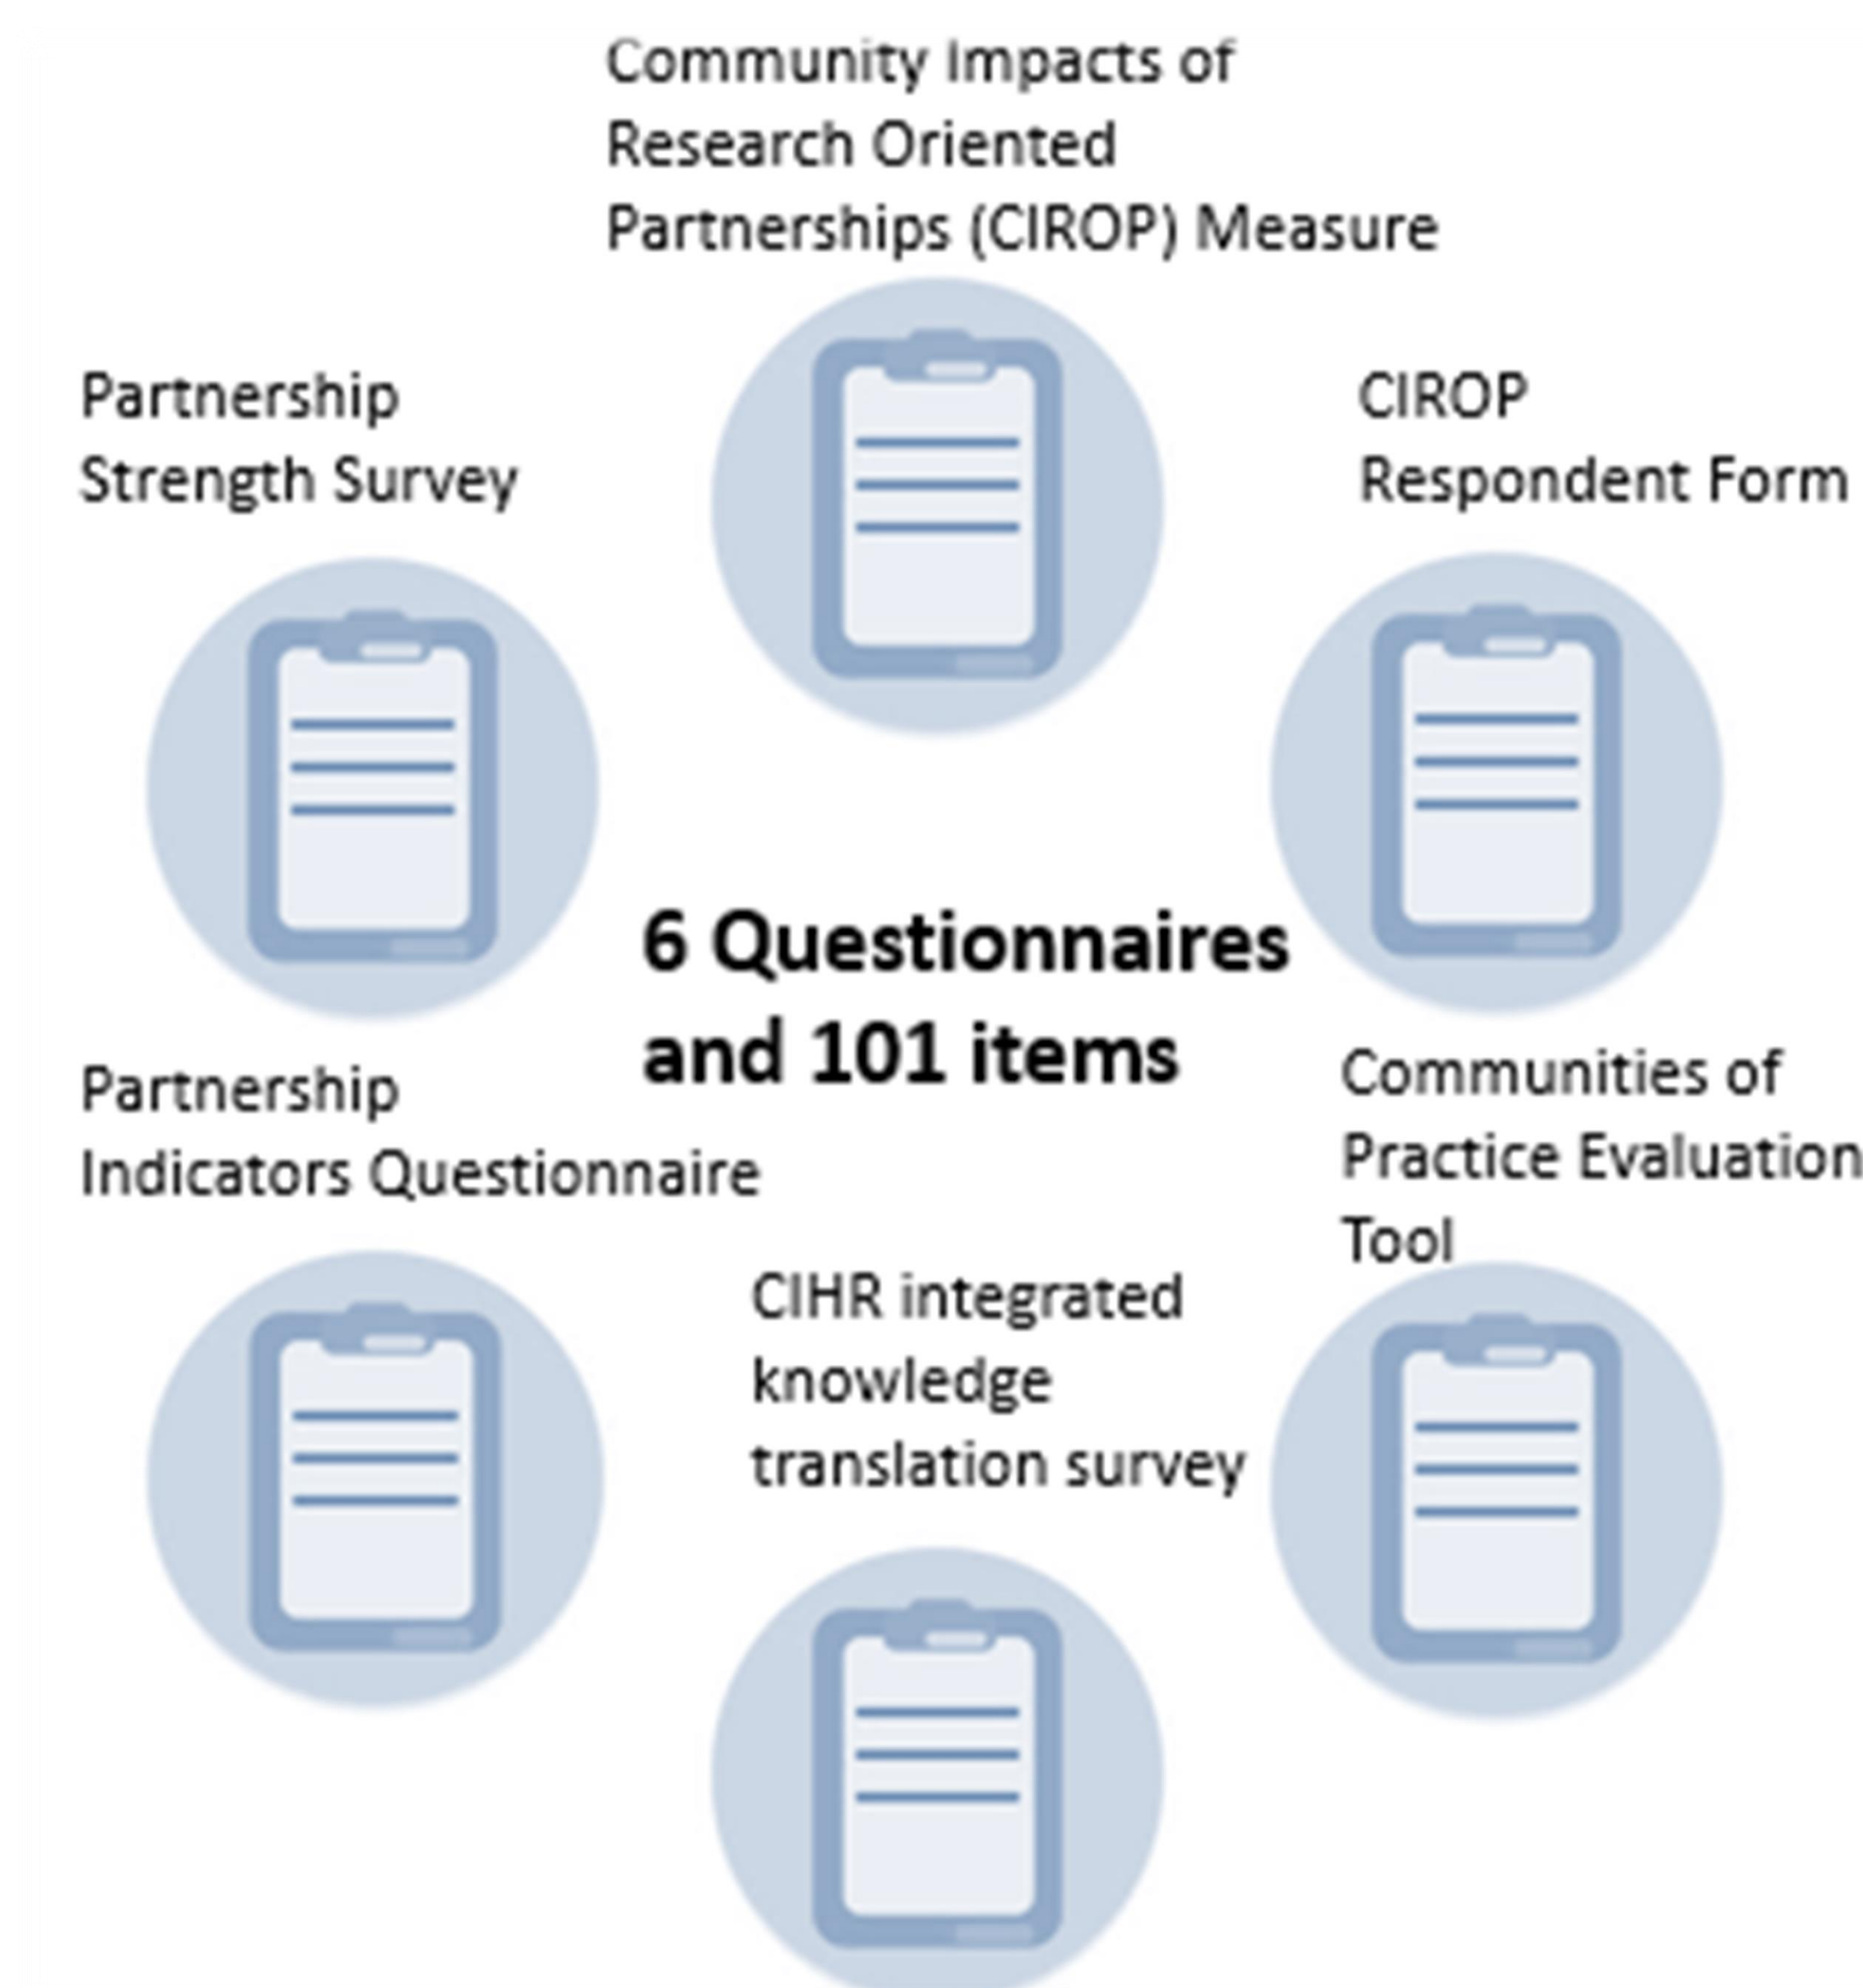 Community Impacts of
Research Oriented
Partnerships (CIROP) Measure
Partnership
Strength Survey
CIROP
Respondent Form
6 Questionnaires
and 101 items
Partnership
Indicators Questionnaire
Communities of
Practice Evaluation
Tool
CIHR integrated
knowledge
translation survey